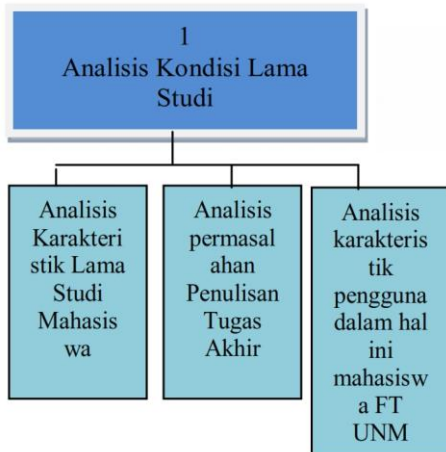 1
Analisis Kondisi Lama
Studi
Analisis
Karakteri
stik Lama
Studi
Mahasis
wa
Analisis
permasal
ahan
Penulisan
Tugas
Akhir
Analisis
karakteris
tik
pengguna
dalam hal
ini
mahasisw
a FT
UNM